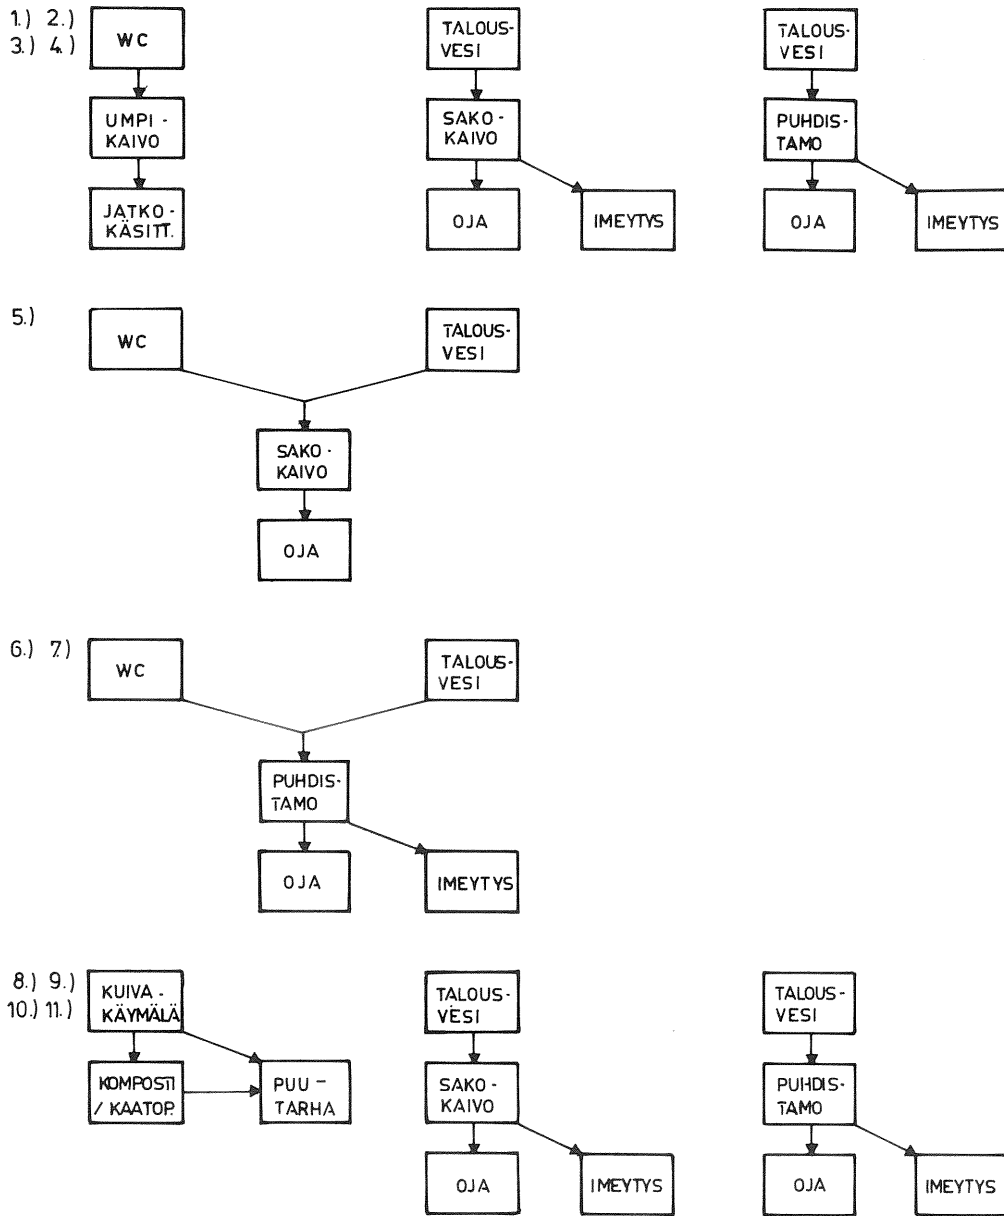 1.) 2.)
3.) 4.)
WC
TALOUS-
VESI
TALOUS-
VESI
UMPI-
KAIVO
SAKO-
KAIVO
PUHDIS-
TAMO
JATKO-
KÄSITT.
OJA
IMEYTYS
OJA
IMEYTYS
5.)
WC
TALOUS-
VESI
SAKO-
KAIVO
OJA
6.) 7.)
WC
TALOUS-
VESI
PUHDIS-
TAMO
OJA
IMEYTYS
8.) 9.)
10.) 11.)
KUIVA-
KÄYMÄLÄ
TALOUS-
VESI
TALOUS-
VESI
KOMPOSTI
/ KAATOP.
PUU-
TARHA
SAKO-
KAIVO
PUHDIS-
TAMO
OJA
IMEYTYS
OJA
IMEYTYS